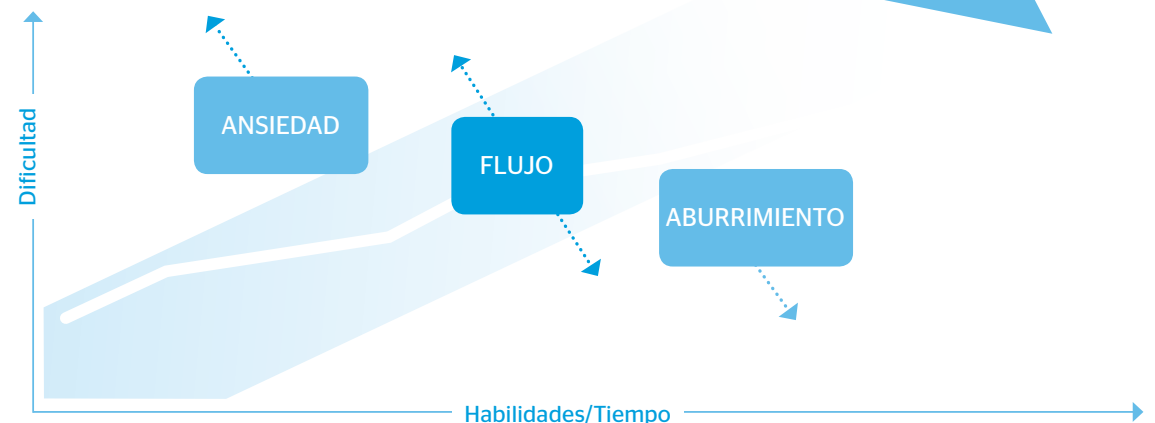 ANSIEDAD
FLUJO
ABURRIMIENTO
Dificultad
Habilidades/Tiempo